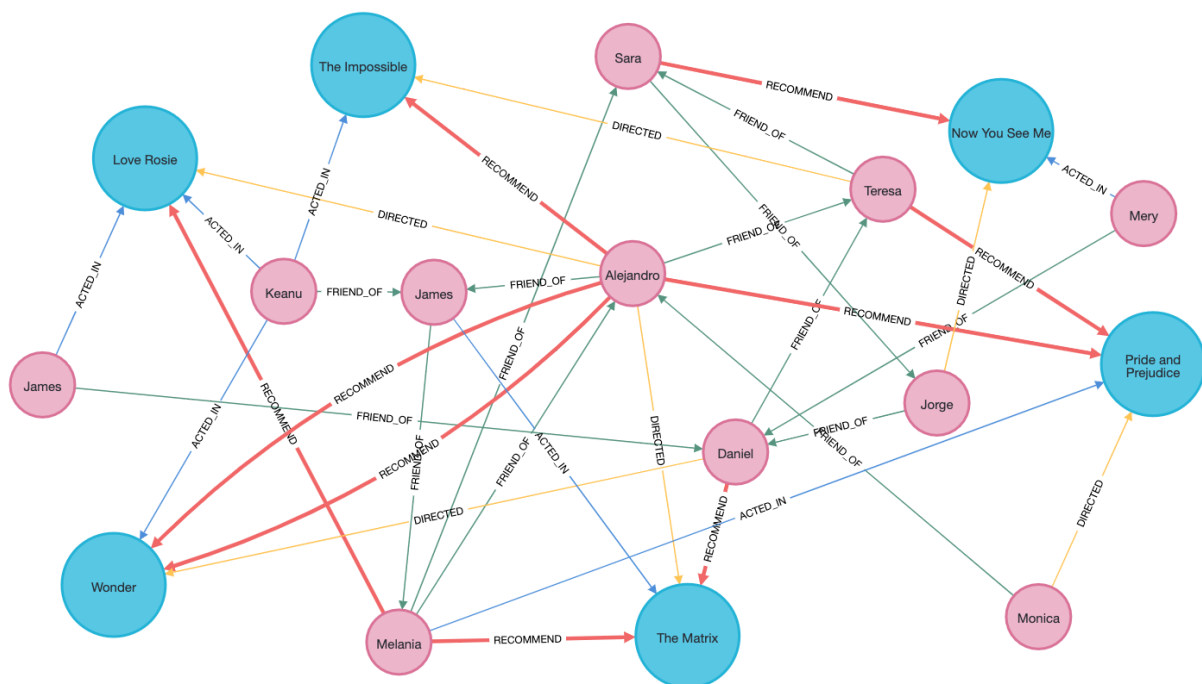 Sara
The Impossible
RECOMMEND
DIRECTED
FRIEND_OF
Now You See Me
Love Rosie
RECOMMEND
ACTED_IN
ACTED_IN
Teresa
Mery
DIRECTED
FRIEND_OF
FRIEND_OF
ACTED_IN
RECOMMEND
Keanu
FRIEND_OF
James
FRIEND_OF
Alejandro
DIRECTED
ACTED_IN
RECOMMEND
FRIEND_OF
FRIEND_OF
Pride and
Prejudice
James
RECOMMEND
Jorge
FRIEND_OF
RECOMMEND
ACTED_IN
FRIEND_OF
DIRECTED
FRIEND_OF
FRIEND_OF
RECOMMEND
FRIEND_OF
ACTED_IN
Daniel
FRIEND_OF
DIRECTED
RECOMMEND
ACTED_IN
DIRECTED
Wonder
Melania
RECOMMEND
The Matrix
Monica